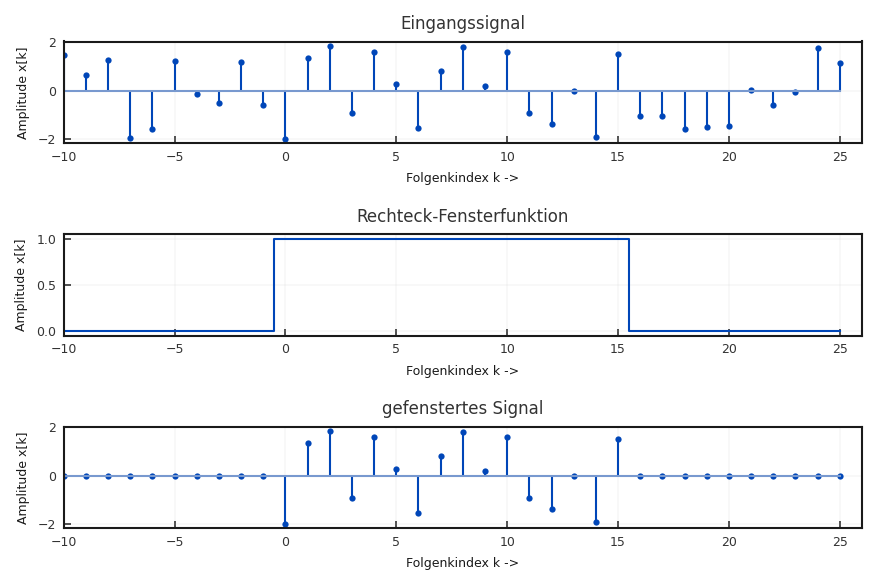 Eingangssignal
Amplitude x[k]
2
0
−2
−10 −5 0 5 10 15 20 25
Folgenkindex k ->
Rechteck-Fensterfunktion
Amplitude x[k]
1.0
0.5
0.0
−10 −5 0 5 10 15 20 25
Folgenkindex k ->
gefenstertes Signal
Amplitude x[k]
2
0
−2
−10 −5 0 5 10 15 20 25
Folgenkindex k ->